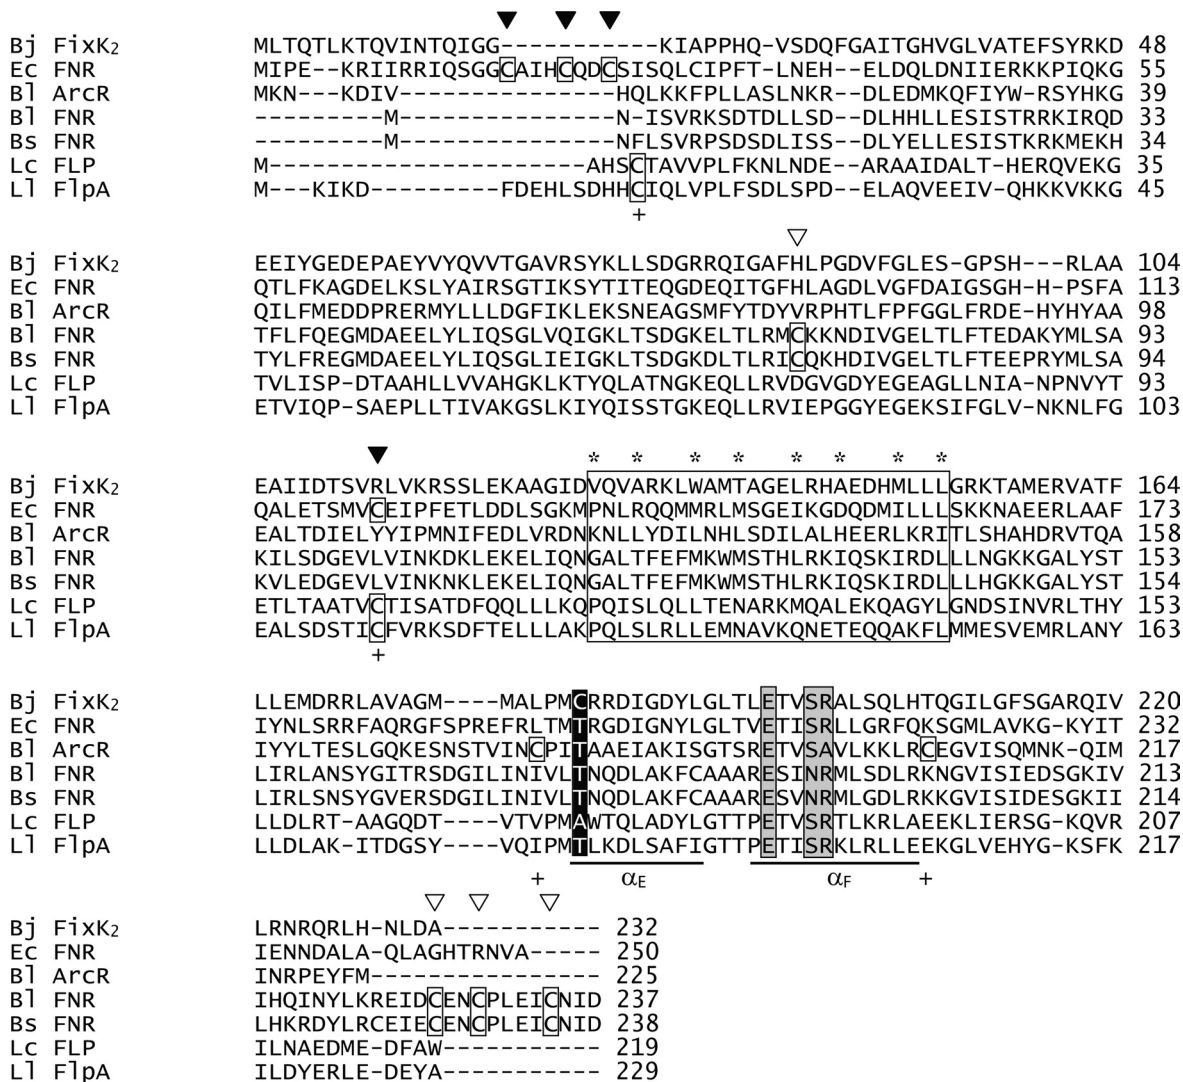 Bj FixK2 MLTQTLKTQVINTQIGG-----------KIAPPHQ-VSDQFGAITGHVGLVATEFSYRKD 48
Ec FNR MIPE--KRIIRRIQSGGCAIHCQDCSISQLCIPFT-LNEH--ELDQLDNIIERKKPIQKG 55
Bl ArcR MKN---KDIV---------------HQLKKFPLLASLNKR--DLEDMKQFIYW-RSYHKG 39
Bl FNR ---------M---------------N-ISVRKSDTDLLSD--DLHHLLESISTRRKIRQD 33
Bs FNR ---------M---------------NFLSVRPSDSDLISD--DLYELLESISTKRKMEKH 34
Lc FLP M----------------------AHSCTAVVPLFKNLNDE--ARAAIDALT-HERQVEKG 35
Ll FlpA M---KIKD---------FDEHLSDHHCIQLVPLFSDLSPD--ELAQVEEIV-QHKKVKKG 45
+
Bj FixK2 EEIYGEDEPAEYVYQVVTGAVRSYKLLSDGRRQIGAFHLPGDVFGLES-GPSH---RLAA 104
Ec FNR QTLFKAGDELKSLYAIRSGTIKSYTITEQGDEQITGFHLAGDLVGFDAIGSGH-H-PSFA 113
Bl ArcR QILFMEDDPRERMYLLLDGFIKLEKSNEAGSMFYTDYVRPHTLFPFGGLFRDE-HYHYAA 98
Bl FNR TFLFQEGMDAEELYLIQSGLVQIGKLTSDGKELTLRMCKKNDIVGELTLFTEDAKYMLSA 93
Bs FNR TYLFREGMDAEELYLIQSGLIEIGKLTSDGKDLTLRICQKHDIVGELTLFTEEPRYMLSA 94
Lc FLP TVLISP-DTAAHLLVVAHGKLKTYQLATNGKEQLLRVDGVGDYEGEAGLLNIA-NPNVYT 93
Ll FlpA ETVIQP-SAEPLLTIVAKGSLKIYQISSTGKEQLLRVIEPGGYEGEKSIFGLV-NKNLFG 103
* * * * * * * * *
Bj FixK2 EAIIDTSVRLVKRSSLEKAAGIDVQVARKLWAMTAGELRHAEDHMLLLGRKTAMERVATF 164
Ec FNR QALETSMVCEIPFETLDDLSGKMPNLRQQMMRLMSGEIKGDQDMILLLSKKNAEERLAAF 173
Bl ArcR EALTDIELYYIPMNIFEDLVRDNKNLLYDILNHLSDILALHEERLKRITLSHAHDRVTQA 158
Bl FNR KILSDGEVLVINKDKLEKELIQNGALTFEFMKWMSTHLRKIQSKIRDLLLNGKKGALYST 153
Bs FNR KVLEDGEVLVINKNKLEKELIQNGALTFEFMKWMSTHLRKIQSKIRDLLLHGKKGALYST 154
Lc FLP ETLTAATVCTISATDFQQLLLKQPQISLQLLTENARKMQALEKQAGYLGNDSINVRLTHY 153
Ll FlpA EALSDSTICFVRKSDFTELLLAKPQLSLRLLEMNAVKQNETEQQAKFLMMESVEMRLANY 163
+
Bj FixK2 LLEMDRRLAVAGM----MALPMCRRDIGDYLGLTLETVSRALSQLHTQGILGFSGARQIV 220
Ec FNR IYNLSRRFAQRGFSPREFRLTMTRGDIGNYLGLTVETISRLLGRFQKSGMLAVKG-KYIT 232
Bl ArcR IYYLTESLGQKESNSTVINCPITAAEIAKISGTSRETVSAVLKKLRCEGVISQMNK-QIM 217
Bl FNR LIRLANSYGITRSDGILINIVLTNQDLAKFCAAARESINRMLSDLRKNGVISIEDSGKIV 213
Bs FNR LIRLSNSYGVERSDGILINIVLTNQDLAKFCAAARESVNRMLGDLRKKGVISIDESGKII 214
Lc FLP LLDLRT-AAGQDT----VTVPMAWTQLADYLGTTPETVSRTLKRLAEEKLIERSG-KQVR 207
Ll FlpA LLDLAK-ITDGSY----VQIPMTLKDLSAFIGTTPETISRKLRLLEEKGLVEHYG-KSFK 217
+ αE αF +
Bj FixK2 LRNRQRLH-NLDA----------- 232
Ec FNR IENNDALA-QLAGHTRNVA----- 250
Bl ArcR INRPEYFM---------------- 225
Bl FNR IHQINYLKREIDCENCPLEICNID 237
Bs FNR LHKRDYLRCEIECENCPLEICNID 238
Lc FLP ILNAEDME-DFAW----------- 219
Ll FlpA ILDYERLE-DEYA----------- 229